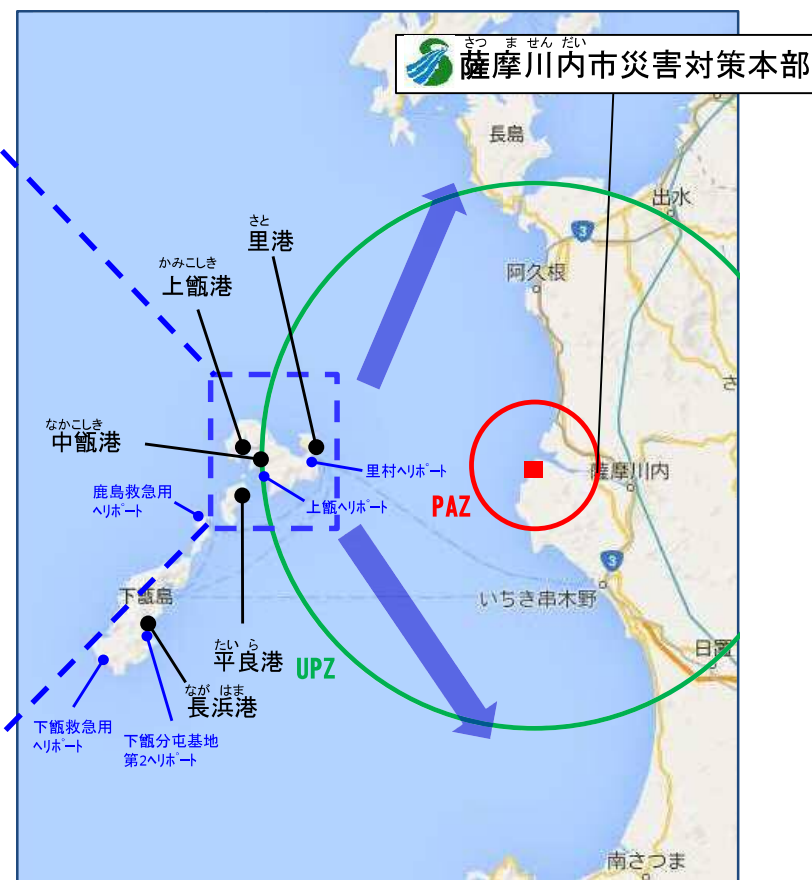 さつ ま せん だい
薩摩川内市災害対策本部
長島
出水
3
さと
里港
阿久根
かみこしき
上甑港
なかこしき
中甑港
里村ヘリポート
薩摩川内
鹿島救急用
ヘリポート
上甑ヘリポート
PAZ
3
下甑島
いちき串木野
たい ら
平良港
UPZ
日置
なが はま
長浜港
下甑救急用
ヘリポート
下甑分屯基地
第2ヘリポート
南さつま